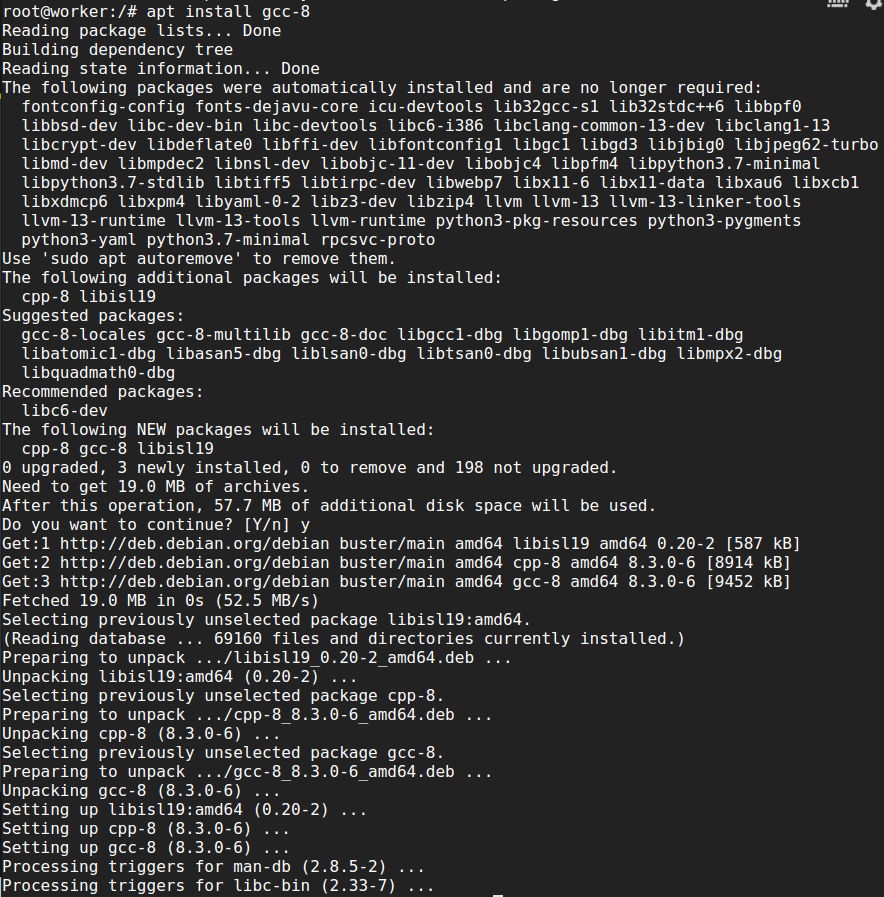 root@worker:/# apt install gcc-8
Reading package lists... Done
Building dependency tree
Reading state information... Done
The following packages were automatically installed and are no longer required:
  fontconfig-config fonts-dejavu-core icu-devtools lib32gcc-s1 lib32stdc++6 libbpf0
  libbsd-dev libc-dev-bin libc-devtools libc6-i386 libclang-common-13-dev libclang1-13
  libcrypt-dev libdeflate0 libffi-dev libfontconfig1 libgc1 libgd3 libjbig0 libjpeg62-turbo
  libmd-dev libmpdec2 libnsl-dev libobjc-11-dev libobjc4 libpfm4 libpython3.7-minimal
  libpython3.7-stdlib libtiff5 libtirpc-dev libwebp7 libx11-6 libx11-data libxau6 libxcb1
  libxdmcp6 libxpm4 libyaml-0-2 libz3-dev libzip4 llvm llvm-13 llvm-13-linker-tools
  llvm-13-runtime llvm-13-tools llvm-runtime python3-pkg-resources python3-pygments
  python3-yaml python3.7-minimal rpcsvc-proto
Use 'sudo apt autoremove' to remove them.
The following additional packages will be installed:
  cpp-8 libisl19
Suggested packages:
  gcc-8-locales gcc-8-multilib gcc-8-doc libgcc1-dbg libgomp1-dbg libitm1-dbg
  libatomic1-dbg libasan5-dbg liblsan0-dbg libtsan0-dbg libubsan1-dbg libmpx2-dbg
  libquadmath0-dbg
Recommended packages:
  libc6-dev
The following NEW packages will be installed:
  cpp-8 gcc-8 libisl19
0 upgraded, 3 newly installed, 0 to remove and 198 not upgraded.
Need to get 19.0 MB of archives.
After this operation, 57.7 MB of additional disk space will be used.
Do you want to continue? [Y/n] y
Get:1 http://deb.debian.org/debian buster/main amd64 libisl19 amd64 0.20-2 [587 kB]
Get:2 http://deb.debian.org/debian buster/main amd64 cpp-8 amd64 8.3.0-6 [8914 kB]
Get:3 http://deb.debian.org/debian buster/main amd64 gcc-8 amd64 8.3.0-6 [9452 kB]
Fetched 19.0 MB in 0s (52.5 MB/s)
Selecting previously unselected package libisl19:amd64.
(Reading database ... 69160 files and directories currently installed.)
Preparing to unpack .../libisl19_0.20-2_amd64.deb ...
Unpacking libisl19:amd64 (0.20-2) ...
Selecting previously unselected package cpp-8.
Preparing to unpack .../cpp-8_8.3.0-6_amd64.deb ...
Unpacking cpp-8 (8.3.0-6) ...
Selecting previously unselected package gcc-8.
Preparing to unpack .../gcc-8_8.3.0-6_amd64.deb ...
Unpacking gcc-8 (8.3.0-6) ...
Setting up libisl19:amd64 (0.20-2) ...
Setting up cpp-8 (8.3.0-6) ...
Setting up gcc-8 (8.3.0-6) ...
Processing triggers for man-db (2.8.5-2) ...
Processing triggers for libc-bin (2.33-7) ...